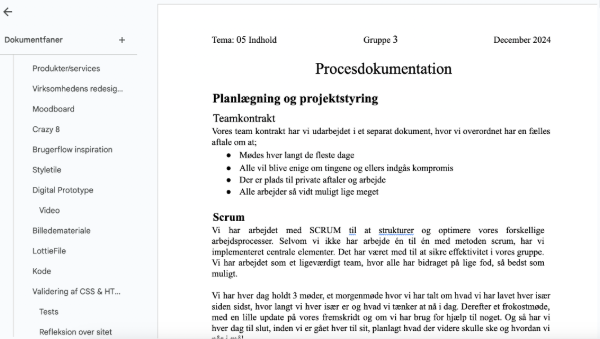 Dokumentfaner
Produkter/services
Virksomhedens redesig...
Moodboard
Crazy 8
Brugerflow inspiration
Styletile
Digital Prototype
Video
Billedemateriale
LottieFile
Kode
Validering af CSS & HT...
Tests
Refleksion over sitet
Tema: 05 Indhold Gruppe 3 December 2024
Procesdokumentation
Planlægning og projektstyring
Teamkontrakt
Vores team kontrakt har vi udarbejdet i et separat dokument, hvor vi overordnet har en fælles
aftale om at;
● Mødes hver langt de fleste dage
● Alle vil blive enige om tingene og ellers indgås kompromis
● Der er plads til private aftaler og arbejde
● Alle arbejder så vidt muligt lige meget
Scrum
Vi har arbejdet med SCRUM til at strukturer og optimere vores forskellige
arbejdsprocesser. Selvom vi ikke har arbejde én til én med metoden scrum, har vi
implementeret centrale elementer. Det har været med til at sikre effektivitet i vores gruppe.
Vi har arbejdet som et ligeværdigt team, hvor alle har bidraget på lige fod, så bedst som
muligt.
Vi har hver dag holdt 3 møder, et morgenmøde hvor vi har talt om hvad vi har lavet hver især
siden sidst, hvor langt vi hver især er og hvad vi tænker at nå i dag. Derefter et frokostmøde,
med en lille update på vores fremskridt og om vi har brug for hjælp til noget. Og så har vi
hver dag til slut, inden vi er gået hver til sit, planlagt hvad der videre skulle ske og hvordan vi